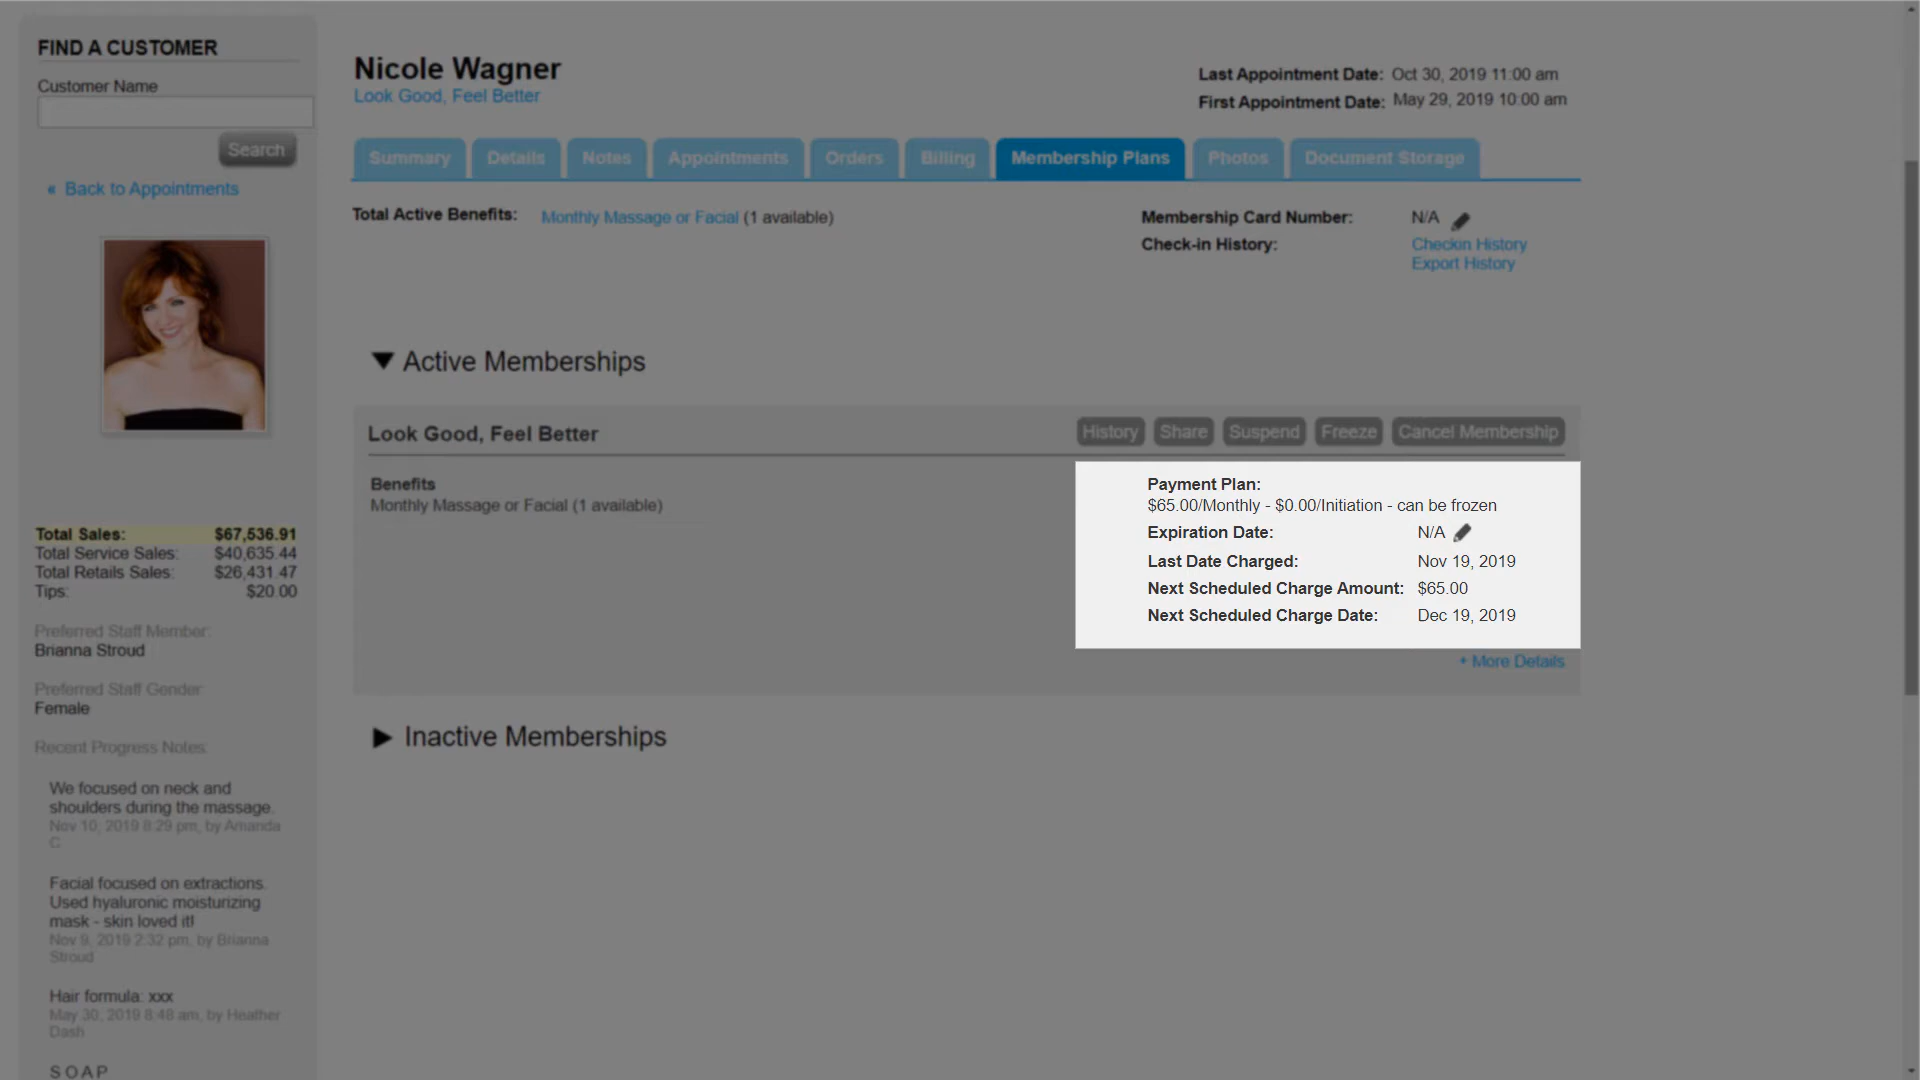 FIND A CUSTOMER
Customer Name
Search
« Back to Appointments
Total Sales: $67,536.91
Total Service Sales: $40,635.44
Total Retails Sales: $26,431.47
Tips: $20.00
Preferred Staff Member:
Brianna Stroud
Preferred Staff Gender:
Female
Recent Progress Notes:
We focused on neck and
shoulders during the massage.
Nov 10, 2019 8:29 pm, by Amanda
C
Facial focused on extractions.
Used hyaluronic moisturizing
mask - skin loved it!
Nov 9, 2019 2:32 pm, by Brianna
Stroud
Hair formula: xxx
May 30, 2019 8:48 am, by Heather
Dash
S O A P
Nicole Wagner
Look Good, Feel Better
Last Appointment Date: Oct 30, 2019 11:00 am
First Appointment Date: May 29, 2019 10:00 am
Summary Details Notes Appointments Orders Billing Membership Plans Photos Document Storage
Total Active Benefits: Monthly Massage or Facial (1 available)
Membership Card Number: N/A
Check-in History: Checkin History
Export History
Active Memberships
Look Good, Feel Better
History Share Suspend Freeze Cancel Membership
Benefits
Monthly Massage or Facial (1 available)
Payment Plan:
$65.00/Monthly - $0.00/Initiation - can be frozen
Expiration Date: N/A
Last Date Charged: Nov 19, 2019
Next Scheduled Charge Amount: $65.00
Next Scheduled Charge Date: Dec 19, 2019
+ More Details
Inactive Memberships